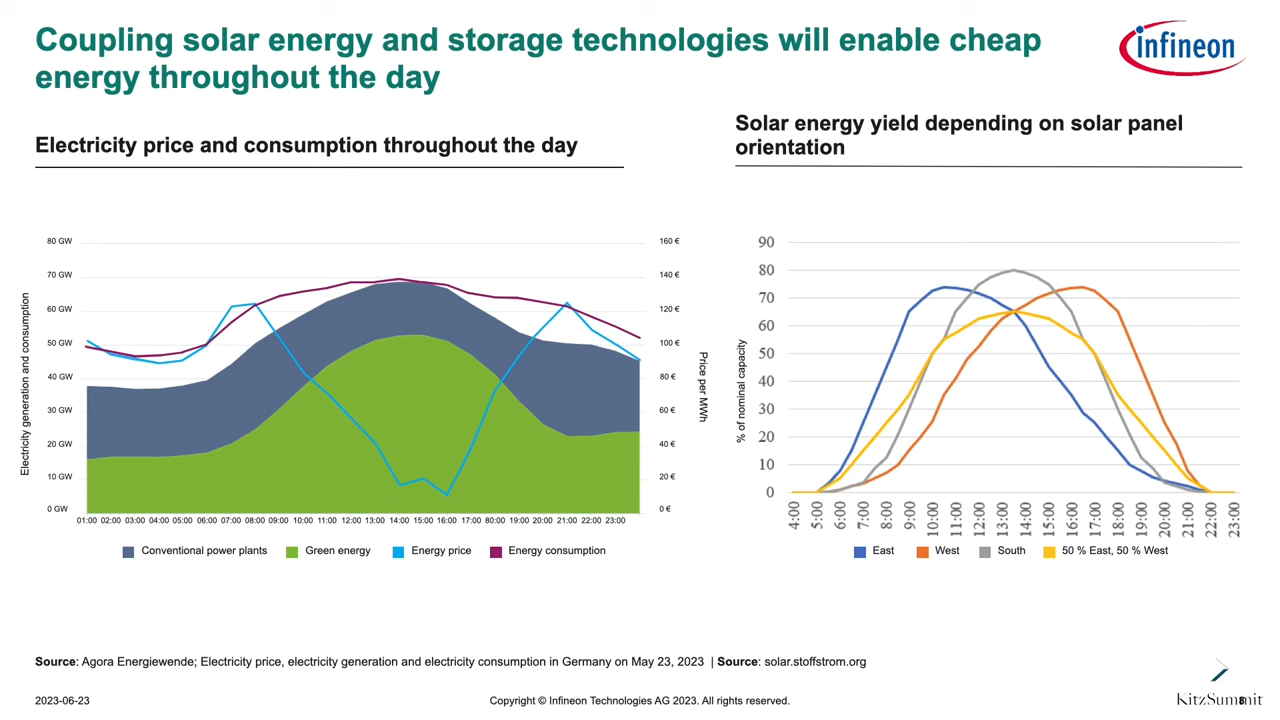 Coupling solar energy and storage technologies will enable cheap
energy throughout the day
infineon
Electricity price and consumption throughout the day
Solar energy yield depending on solar panel
orientation
Electricity generation and consumption
80 GW
70 GW
60 GW
50 GW
40 GW
30 GW
20 GW
10 GW
0 GW
160 €
140 €
120 €
100 €
80 €
60 €
40 €
20 €
0 €
Price per MWh
01:00 02:00 03:00 04:00 05:00 06:00 07:00 08:00 09:00 10:00 11:00 12:00 13:00 14:00 15:00 16:00 17:00 80:00 19:00 20:00 21:00 22:00 23:00
Conventional power plants Green energy Energy price Energy consumption
% of nominal capacity
90
80
70
60
50
40
30
20
10
0
4:00 5:00 6:00 7:00 8:00 9:00 10:00 11:00 12:00 13:00 14:00 15:00 16:00 17:00 18:00 19:00 20:00 21:00 22:00 23:00
East West South 50 % East, 50 % West
Source: Agora Energiewende; Electricity price, electricity generation and electricity consumption in Germany on May 23, 2023 | Source: solar.stoffstrom.org
2023-06-23
Copyright © Infineon Technologies AG 2023. All rights reserved.
8
KitzSummit